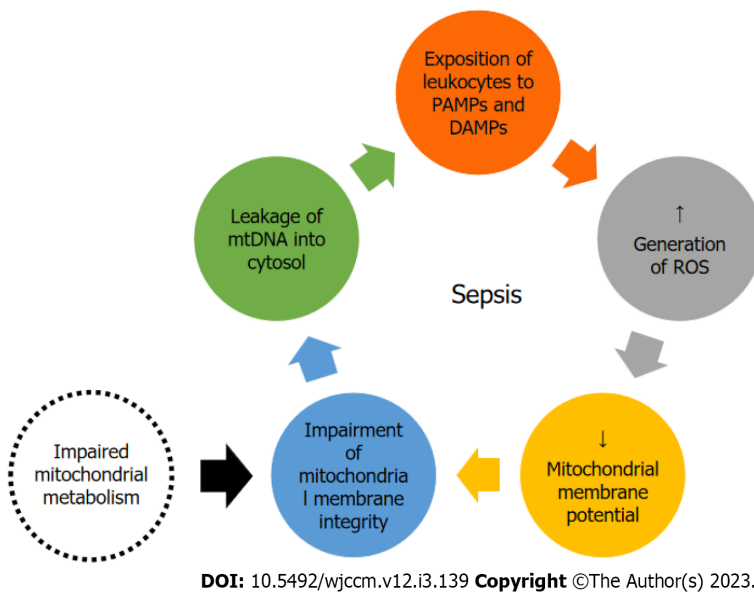 Exposition of
leukocytes to
PAMPs and
DAMPs
↑
Generation
of ROS
↓
Mitochondrial
membrane
potential
Impairment
of
mitochondria
l membrane
integrity
Leakage of
mtDNA into
cytosol
Sepsis
Impaired
mitochondrial
metabolism
DOI: 10.5492/wjccm.v12.i3.139 Copyright ©The Author(s) 2023.